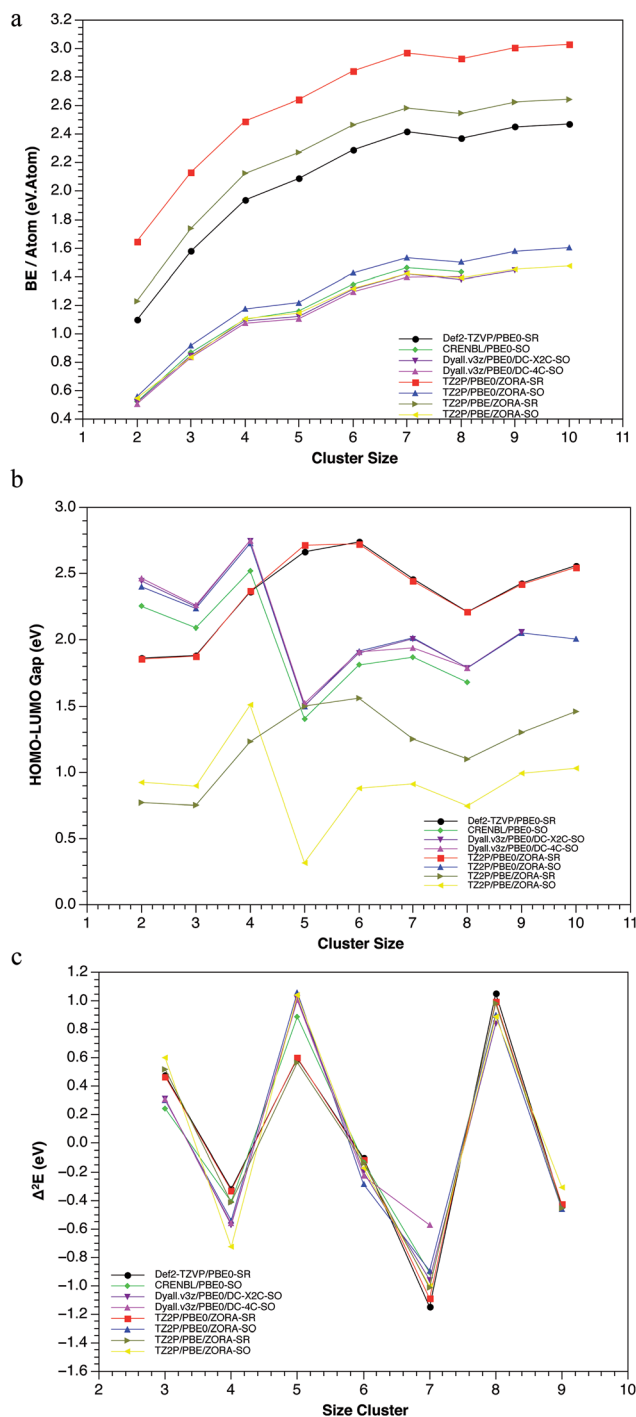 a
3.2
3.0
2.8
2.6
2.4
2.2
2.0
1.8
1.6
1.4
1.2
1.0
0.8
0.6
0.4
BE / Atom (eV.Atom)
Def2-TZVP/PBE0-SR
CRENBL/PBE0-SO
Dyall.v3z/PBE0/DC-X2C-SO
Dyall.v3z/PBE0/DC-4C-SO
TZ2P/PBE0/ZORA-SR
TZ2P/PBE0/ZORA-SO
TZ2P/PBE/ZORA-SR
TZ2P/PBE/ZORA-SO
1 2 3 4 5 6 7 8 9 10 11
Cluster Size
b
3.0
2.5
2.0
1.5
1.0
0.5
0.0
HOMO-LUMO Gap (eV)
Def2-TZVP/PBE0-SR
CRENBL/PBE0-SO
Dyall.v3z/PBE0/DC-X2C-SO
Dyall.v3z/PBE0/DC-4C-SO
TZ2P/PBE0/ZORA-SR
TZ2P/PBE0/ZORA-SO
TZ2P/PBE/ZORA-SR
TZ2P/PBE/ZORA-SO
1 2 3 4 5 6 7 8 9 10 11
Cluster Size
c
1.2
1.0
0.8
0.6
0.4
0.2
0.0
−0.2
−0.4
−0.6
−0.8
−1.0
−1.2
−1.4
−1.6
Δ²E (eV)
Def2-TZVP/PBE0-SR
CRENBL/PBE0-SO
Dyall.v3z/PBE0/DC-X2C-SO
Dyall.v3z/PBE0/DC-4C-SO
TZ2P/PBE0/ZORA-SR
TZ2P/PBE0/ZORA-SO
TZ2P/PBE/ZORA-SR
TZ2P/PBE/ZORA-SO
2 3 4 5 6 7 8 9 10
Size Cluster